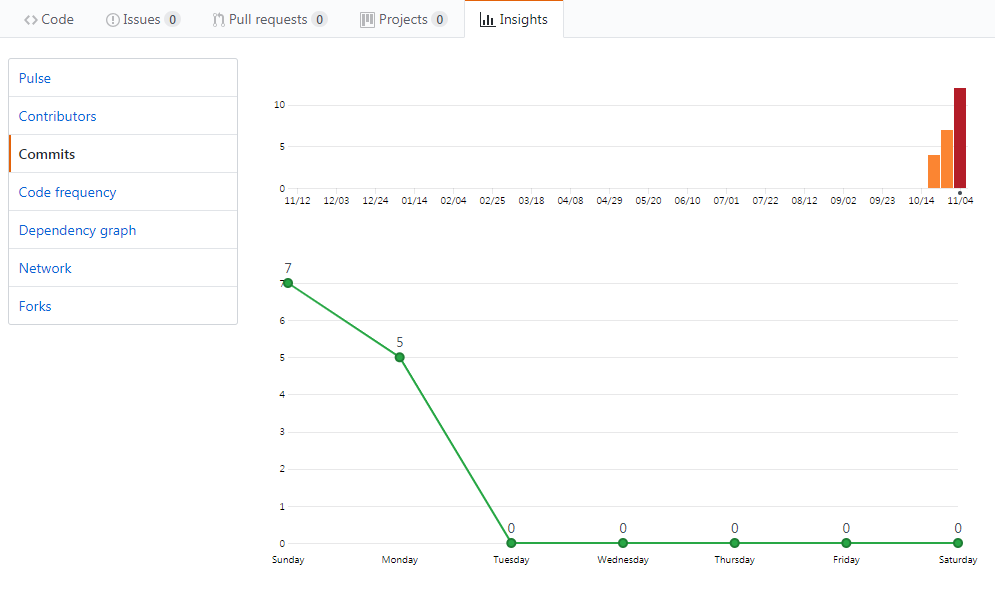 Code Issues 0 Pull requests 0 Projects 0 Insights
Pulse
Contributors
Commits
Code frequency
Dependency graph
Network
Forks
10
5
0
11/12 12/03 12/24 01/14 02/04 02/25 03/18 04/08 04/29 05/20 06/10 07/01 07/22 08/12 09/02 09/23 10/14 11/04
7
7
6
5
5
4
3
2
1
0 0 0 0 0
0
Sunday Monday Tuesday Wednesday Thursday Friday Saturday